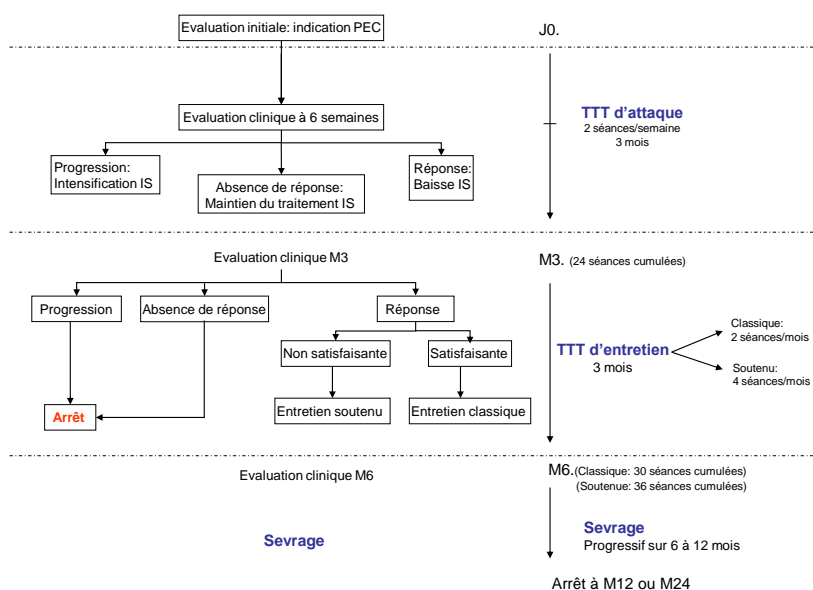 Evaluation initiale: indication PEC
J0.
Evaluation clinique à 6 semaines
TTT d'attaque
2 séances/semaine
3 mois
Progression:
Intensification IS
Absence de réponse:
Maintien du traitement IS
Réponse:
Baisse IS
Evaluation clinique M3
M3. (24 séances cumulées)
Progression
Absence de réponse
Réponse
Non satisfaisante
Satisfaisante
Entretien soutenu
Entretien classique
Arrêt
TTT d'entretien
3 mois
Classique:
2 séances/mois
Soutenu:
4 séances/mois
Evaluation clinique M6
M6.(Classique: 30 séances cumulées)
(Soutenue: 36 séances cumulées)
Sevrage
Sevrage
Progressif sur 6 à 12 mois
Arrêt à M12 ou M24